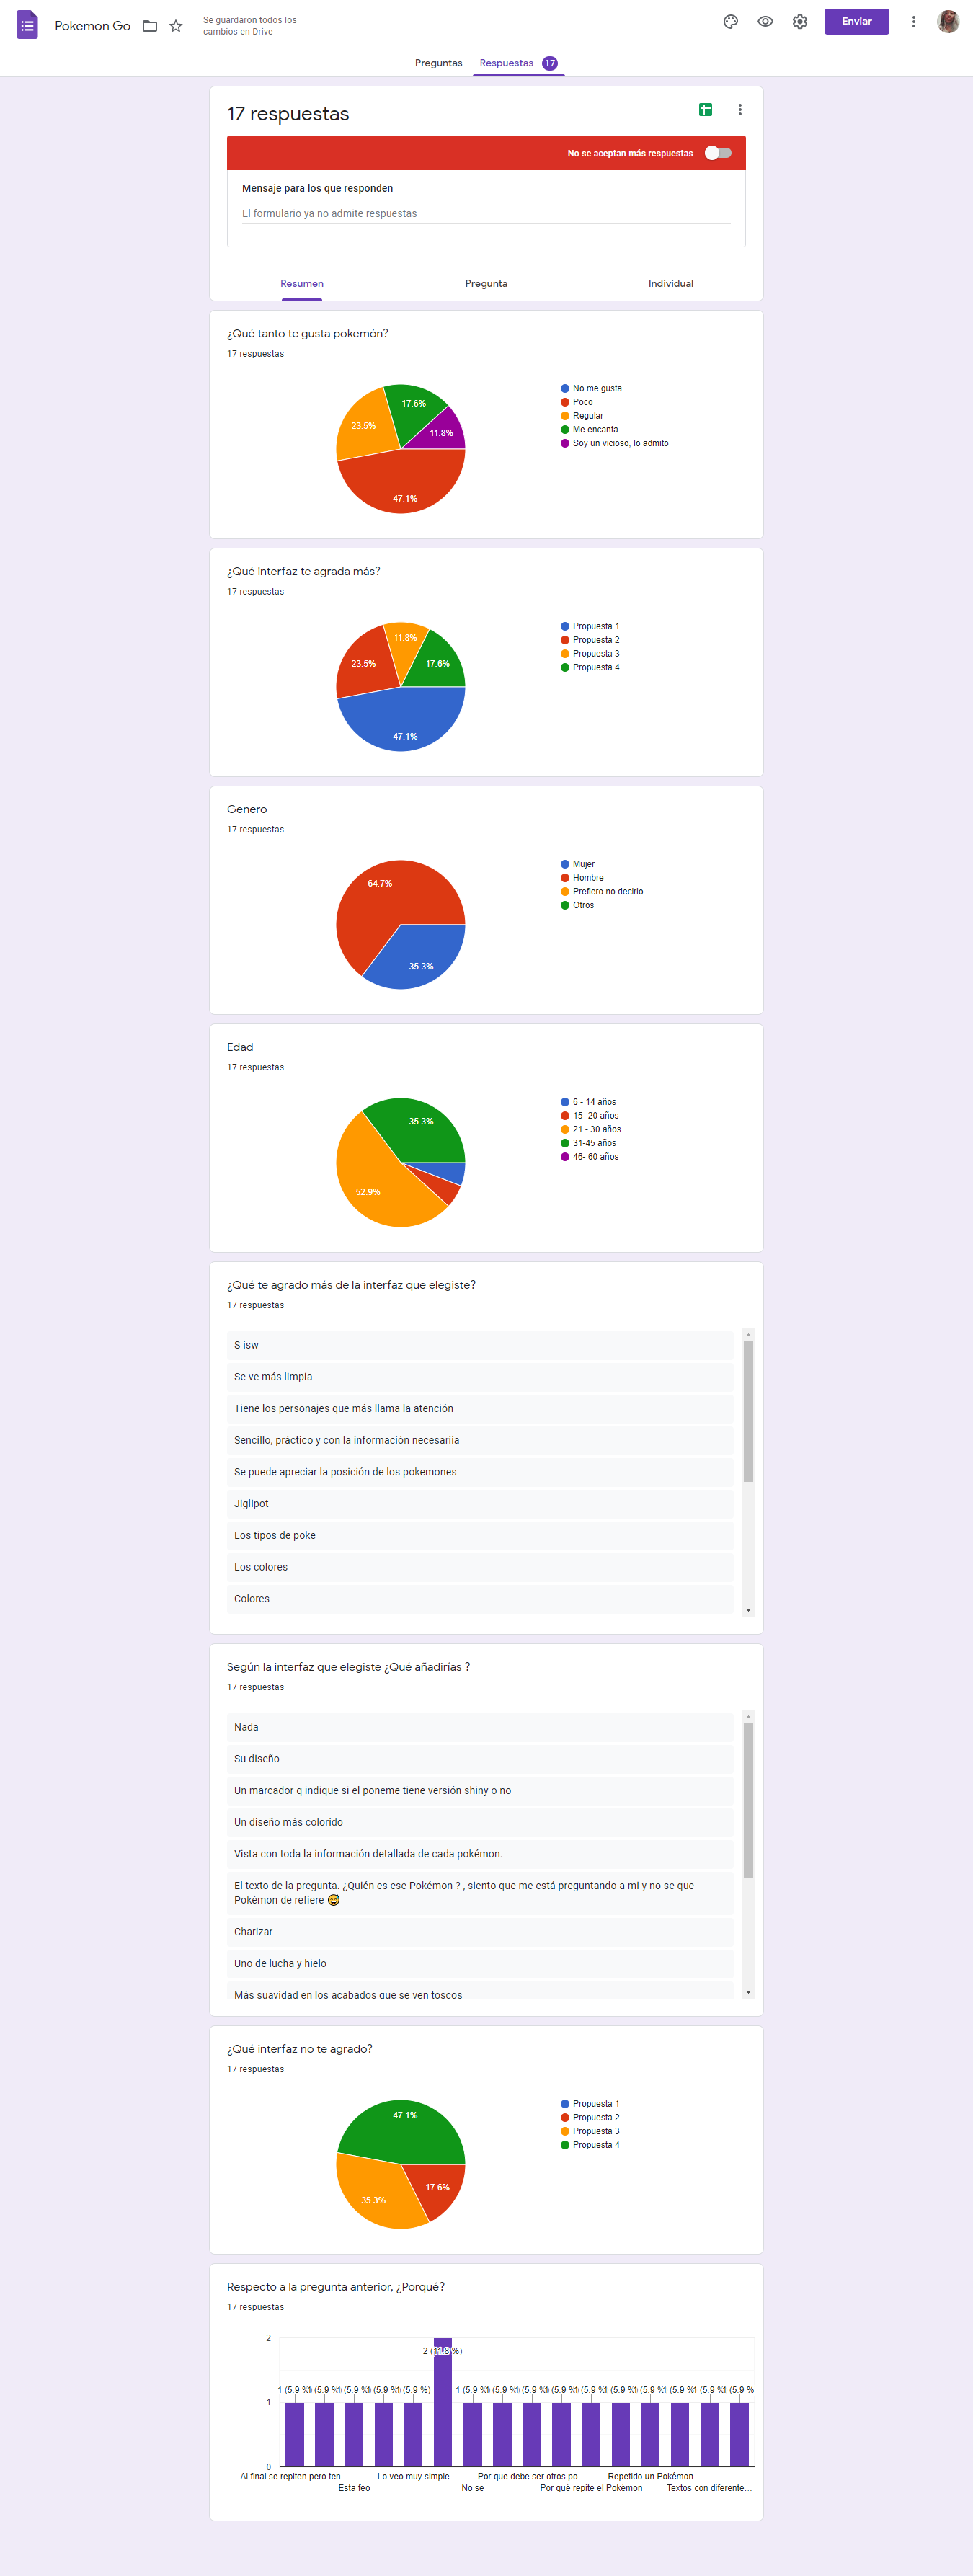 Pokemon Go
Se guardaron todos los
cambios en Drive
Enviar
Preguntas
Respuestas 17
17 respuestas
No se aceptan más respuestas
Mensaje para los que responden
El formulario ya no admite respuestas
Resumen
Pregunta
Individual
¿Qué tanto te gusta pokemón?
17 respuestas
No me gusta
Poco
Regular
Me encanta
Soy un vicioso, lo admito
17.6%
23.5%
11.8%
47.1%
¿Qué interfaz te agrada más?
17 respuestas
Propuesta 1
Propuesta 2
Propuesta 3
Propuesta 4
11.8%
23.5%
17.6%
47.1%
Genero
17 respuestas
Mujer
Hombre
Prefiero no decirlo
Otros
64.7%
35.3%
Edad
17 respuestas
6 - 14 años
15 -20 años
21 - 30 años
31-45 años
46- 60 años
35.3%
52.9%
¿Qué te agrado más de la interfaz que elegiste?
17 respuestas
S isw
Se ve más limpia
Tiene los personajes que más llama la atención
Sencillo, práctico y con la información necesariia
Se puede apreciar la posición de los pokemones
Jiglipot
Los tipos de poke
Los colores
Colores
Según la interfaz que elegiste ¿Qué añadirías ?
17 respuestas
Nada
Su diseño
Un marcador q indique si el poneme tiene versión shiny o no
Un diseño más colorido
Vista con toda la información detallada de cada pokémon.
El texto de la pregunta. ¿Quién es ese Pokémon ? , siento que me está preguntando a mi y no se que
Pokémon de refiere 😅
Charizar
Uno de lucha y hielo
Más suavidad en los acabados que se ven toscos
¿Qué interfaz no te agrado?
17 respuestas
Propuesta 1
Propuesta 2
Propuesta 3
Propuesta 4
47.1%
17.6%
35.3%
Respecto a la pregunta anterior, ¿Porqué?
17 respuestas
2
2 (11.8 %)
1 (5.9 %) 1 (5.9 %) 1 (5.9 %) 1 (5.9 %) 1 (5.9 %) 1 (5.9 %) 1 (5.9 %) 1 (5.9 %) 1 (5.9 %) 1 (5.9 %) 1 (5.9 %) 1 (5.9 %) 1 (5.9 %) 1 (5.9 %) 1 (5.9 %
1
0
Al final se repiten pero ten…
Lo veo muy simple
Por que debe ser otros po…
Repetido un Pokémon
Esta feo
No se
Por qué repite el Pokémon
Textos con diferente…